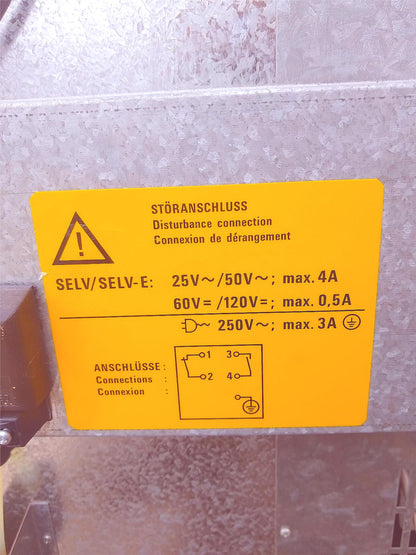 STÖRANSCHLUSS
Disturbance connection
Connexion de dérangement
SELV/SELV-E: 25V~/50V~; max. 4A
60V=/120V=; max. 0,5A
250V~; max. 3A
ANSCHLÜSSE:
Connections :
Connexion :
1 3
2 4